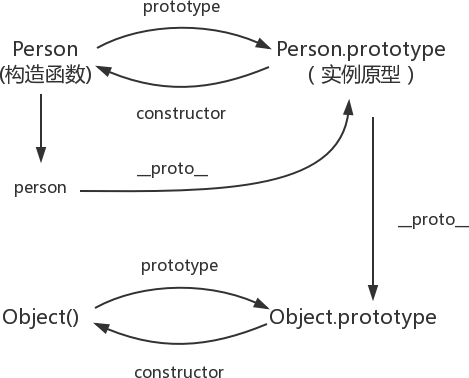 prototype
Person
(构造函数)
Person.prototype
（实例原型）
constructor
__proto__
person
__proto__
prototype
Object()
Object.prototype
constructor